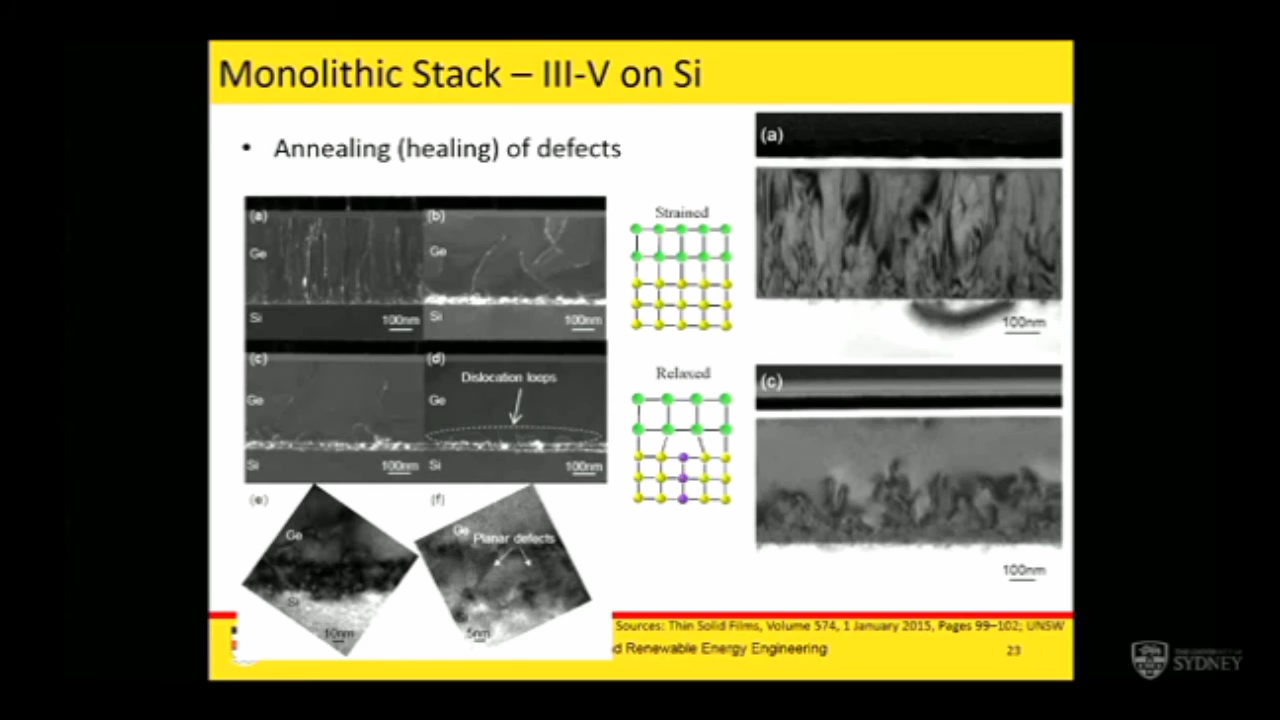 Monolithic Stack – III-V on Si
• Annealing (healing) of defects
(a)
Ge
Si
100nm
(b)
Ge
Si
100nm
(c)
Ge
Si
100nm
(d)
Dislocation loops
Ge
Si
100nm
(e)
Ge
Si
10nm
(f)
Ge
Planar defects
5nm
Strained
Relaxed
(a)
100nm
(c)
100nm
Sources: Thin Solid Films, Volume 574, 1 January 2015, Pages 99–102; UNSW
d Renewable Energy Engineering
23
THE UNIVERSITY OF
SYDNEY